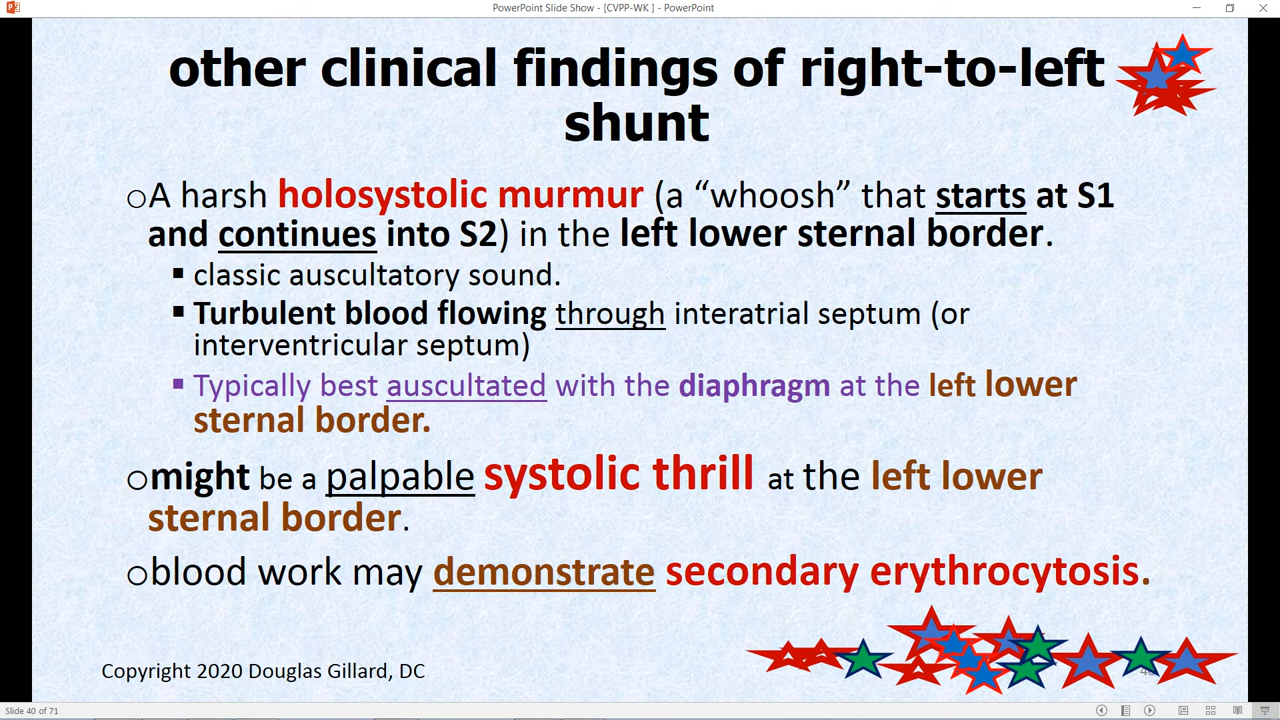 PowerPoint Slide Show - [CVPP-WK ] - PowerPoint
other clinical findings of right-to-left
shunt
oA harsh holosystolic murmur (a “whoosh” that starts at S1
and continues into S2) in the left lower sternal border.
▪ classic auscultatory sound.
▪ Turbulent blood flowing through interatrial septum (or
interventricular septum)
▪ Typically best auscultated with the diaphragm at the left lower
sternal border.
omight be a palpable systolic thrill at the left lower
sternal border.
oblood work may demonstrate secondary erythrocytosis.
Copyright 2020 Douglas Gillard, DC
Slide 40 of 71